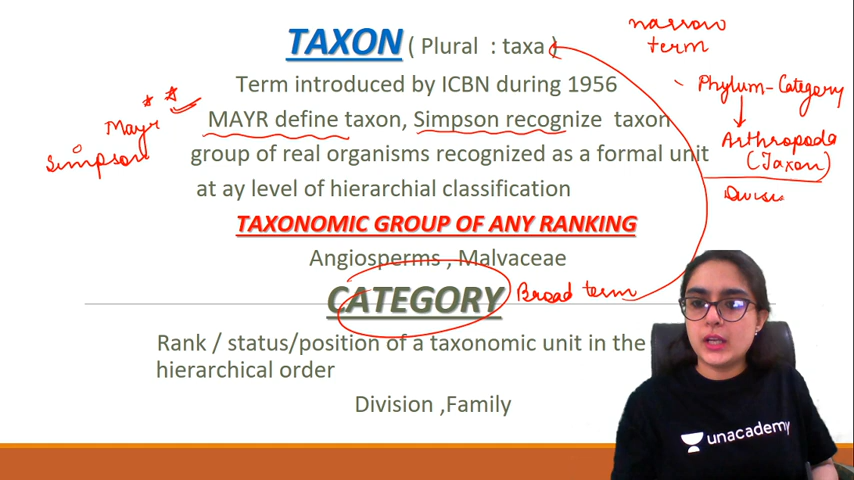 TAXON ( Plural : taxa )
narrow
term
Term introduced by ICBN during 1956
Phylum-Category
MAYR define taxon, Simpson recognize taxon
Mayr
Arthropoda
(Taxon)
Simpson
group of real organisms recognized as a formal unit
at ay level of hierarchial classification
TAXONOMIC GROUP OF ANY RANKING
Angiosperms , Malvaceae
CATEGORY
Broad term
Rank / status/position of a taxonomic unit in the
hierarchical order
Division ,Family
unacademy